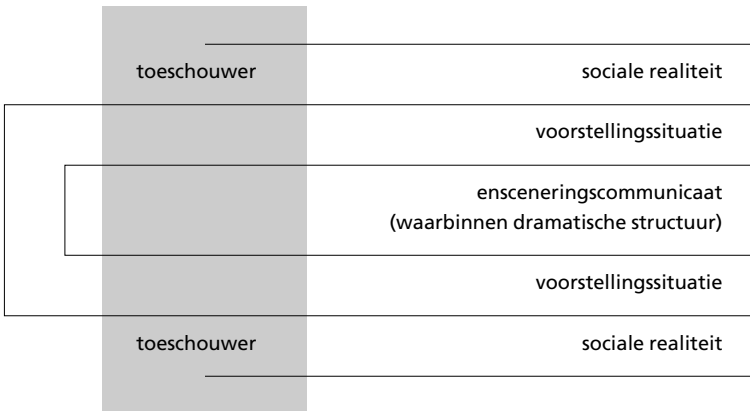 toeschouwer sociale realiteit
voorstellingssituatie
ensceneringscommunicaat
(waarbinnen dramatische structuur)
voorstellingssituatie
toeschouwer sociale realiteit